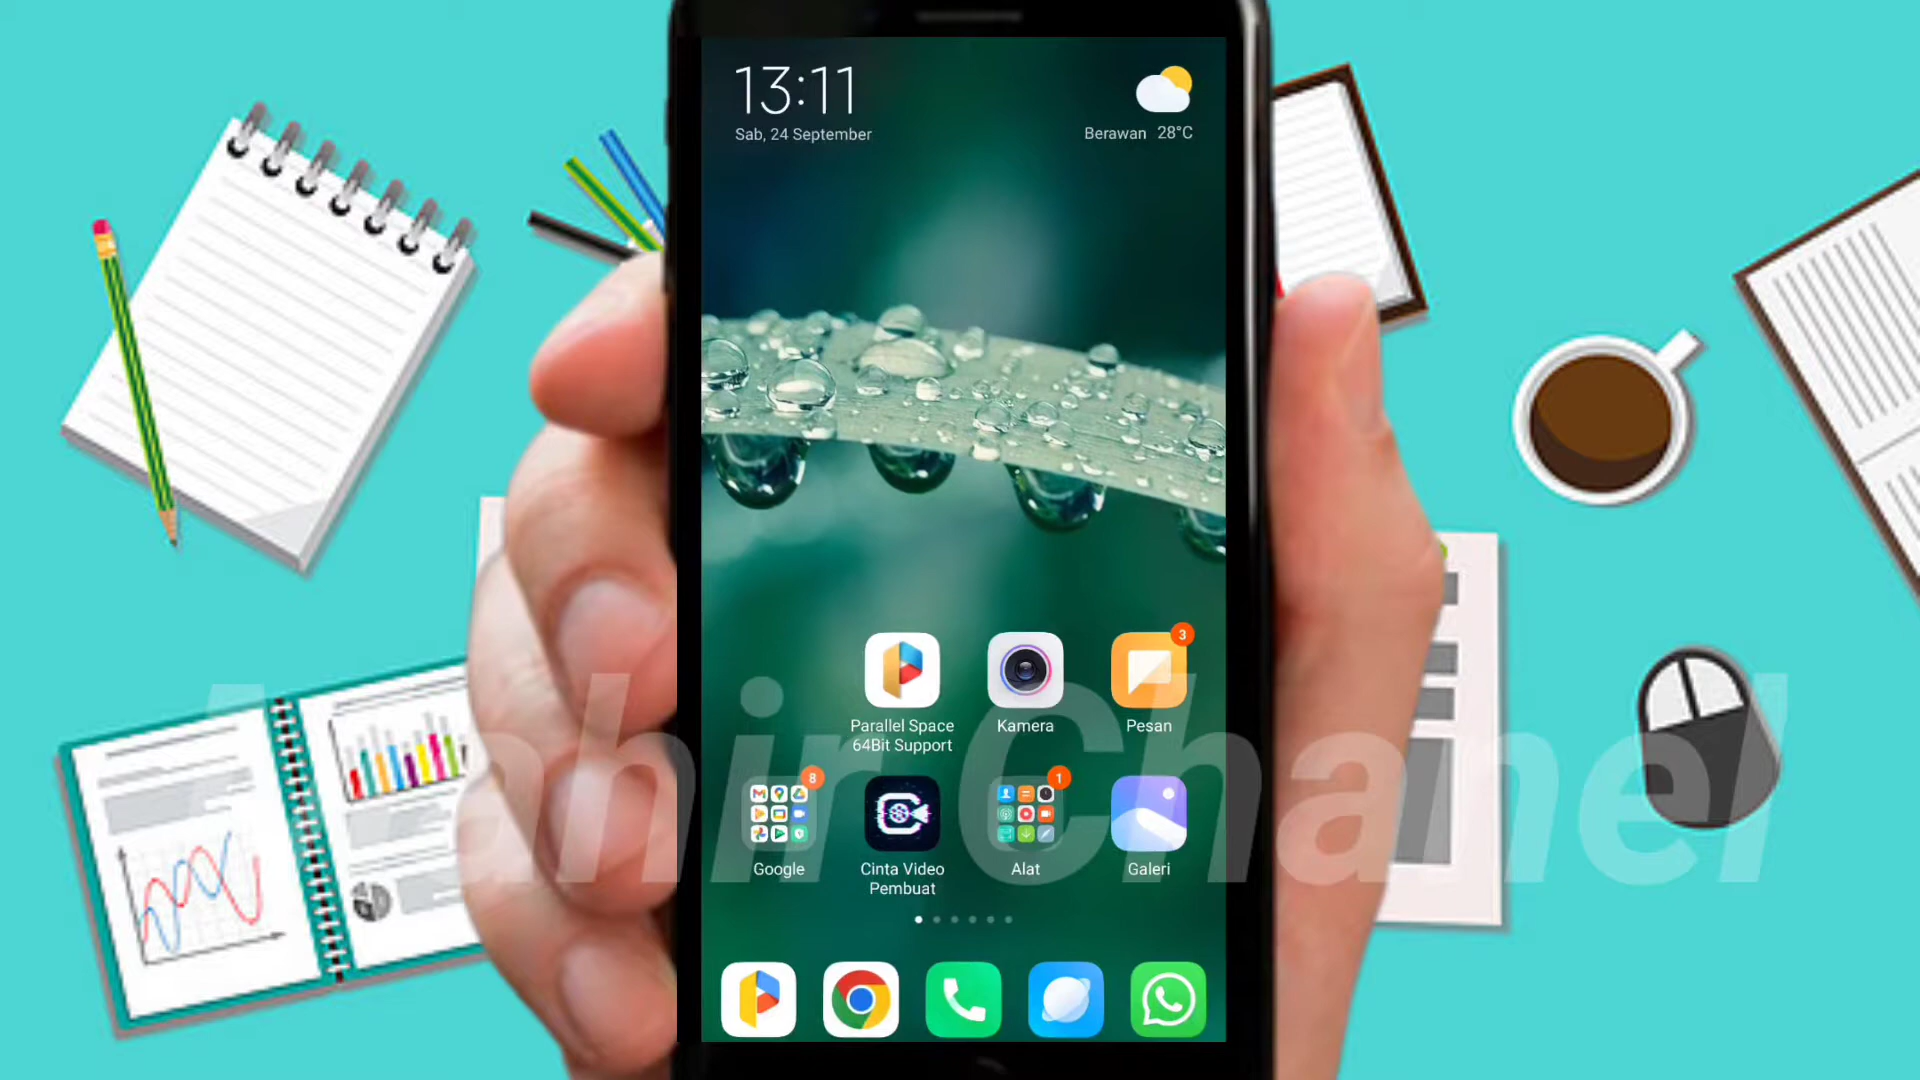 13:11
Sab, 24 September
Berawan 28°C
3
Parallel Space
64Bit Support
Kamera
Pesan
8
1
Google
Cinta Video
Pembuat
Alat
Galeri
Chanel